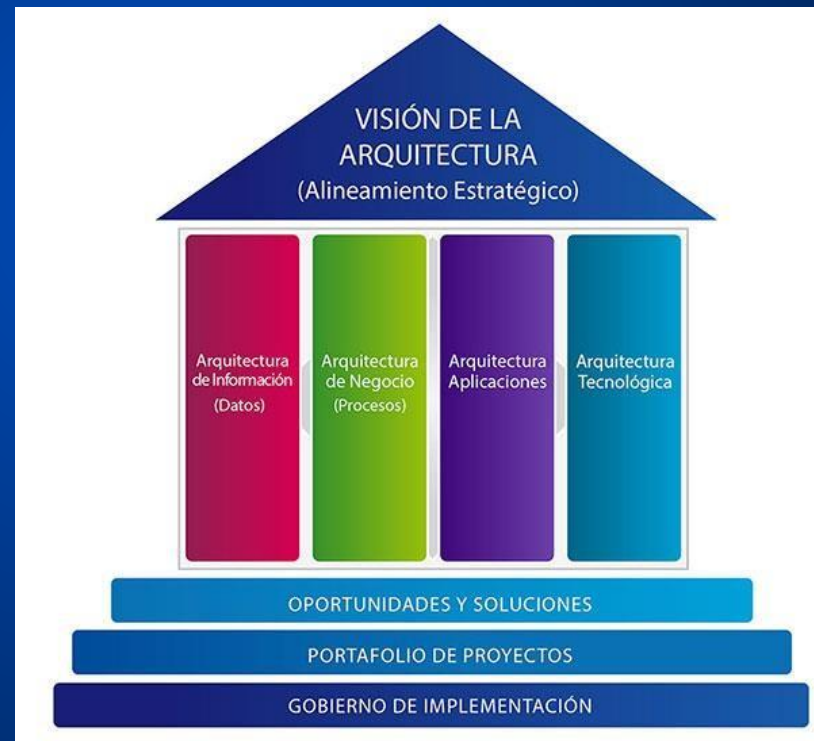 VISIÓN DE LA
ARQUITECTURA
(Alineamiento Estratégico)
Arquitectura
de Información
(Datos)
Arquitectura
de Negocio
(Procesos)
Arquitectura
Aplicaciones
Arquitectura
Tecnológica
OPORTUNIDADES Y SOLUCIONES
PORTAFOLIO DE PROYECTOS
GOBIERNO DE IMPLEMENTACIÓN